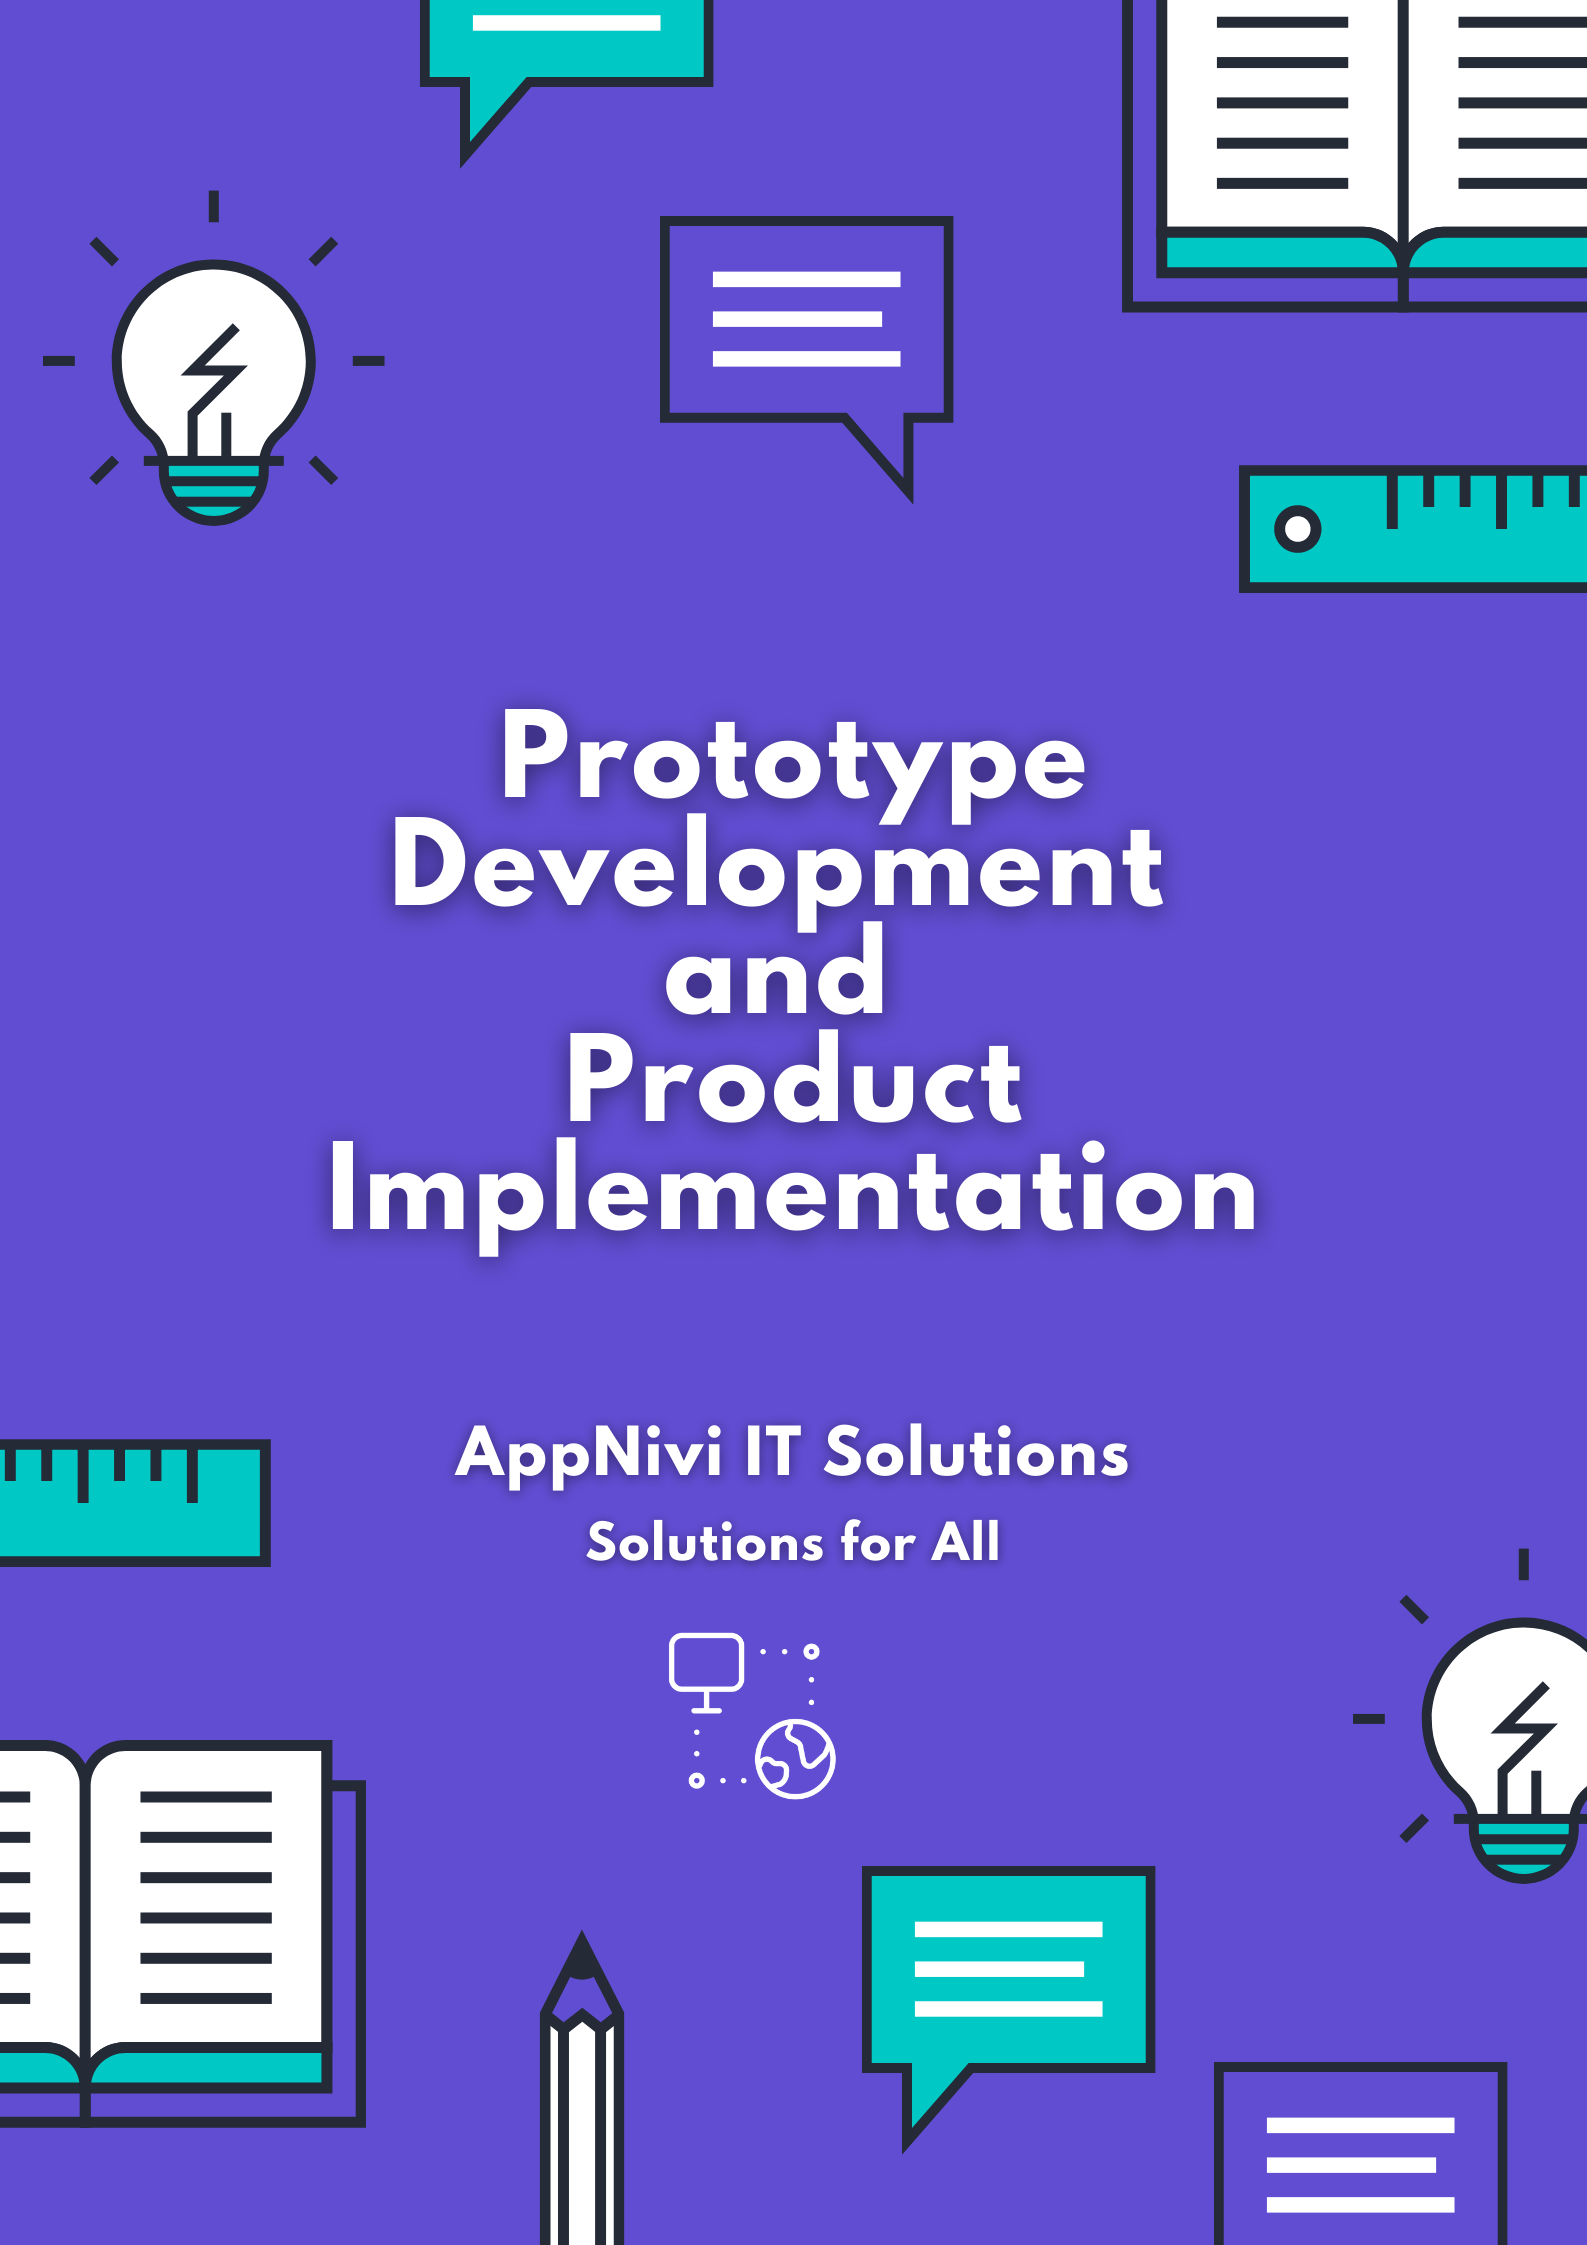 Prototype
Development
and
Product
Implementation
AppNivi IT Solutions
Solutions for All